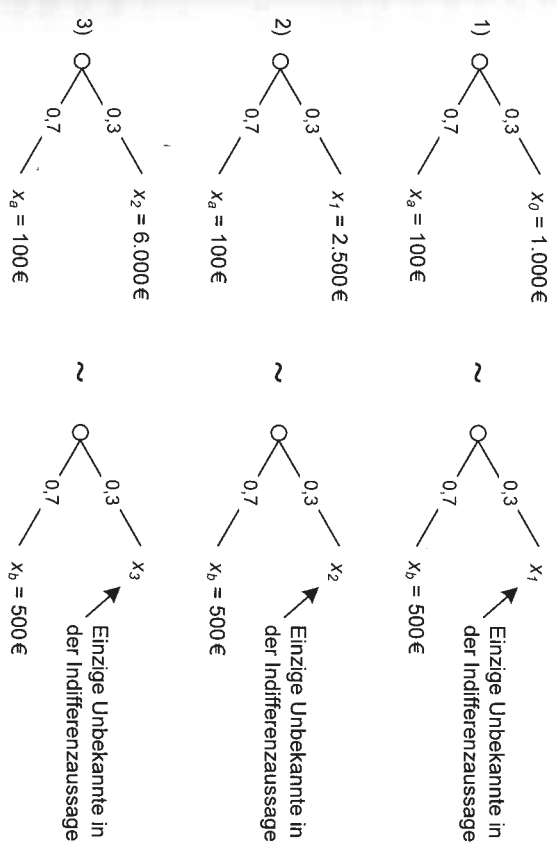 1)
0,3
x₀ = 1.000€
0,7
xₐ = 100€
~
0,3
x₁
0,7
x_b = 500€
Einzige Unbekannte in
der Indifferenzaussage
2)
0,3
x₁ = 2.500€
0,7
xₐ = 100€
~
0,3
x₂
0,7
x_b = 500€
Einzige Unbekannte in
der Indifferenzaussage
3)
0,3
x₂ = 6.000€
0,7
xₐ = 100€
~
0,3
x₃
0,7
x_b = 500€
Einzige Unbekannte in
der Indifferenzaussage